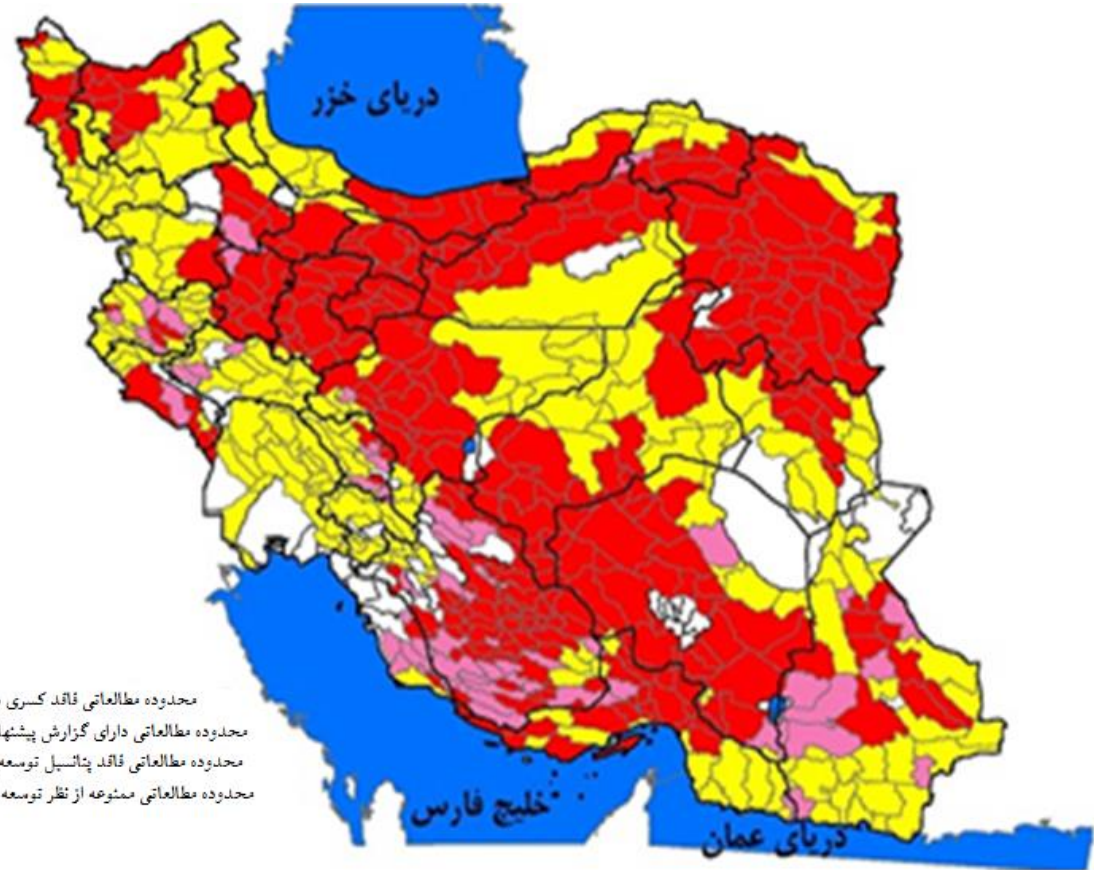 دریای خزر
محدوده مطالعاتی فاقد کسری
محدوده مطالعاتی دارای گزارش پیشنها
محدوده مطالعاتی فاقد پتانسیل توسعه
محدوده مطالعاتی ممنوعه از نظر توسعه
خلیج فارس
دریای عمان